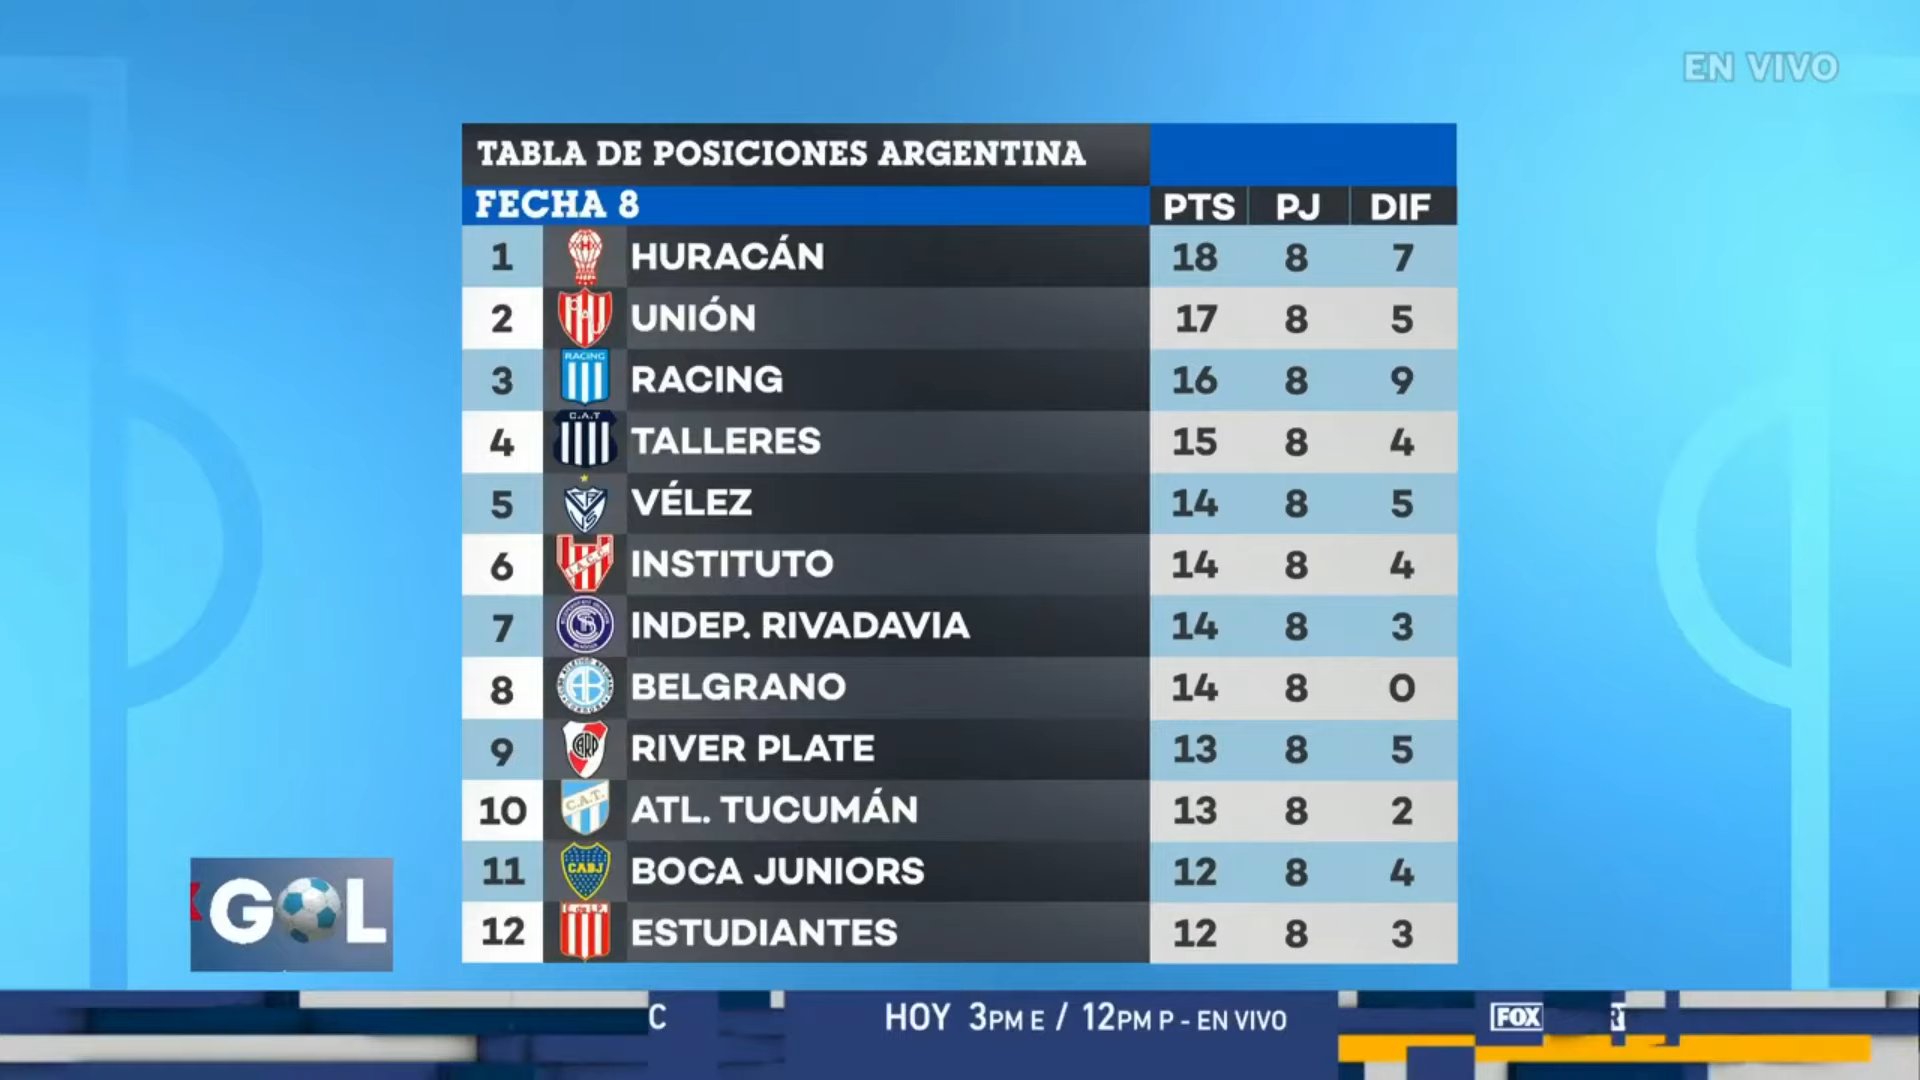 EN VIVO
TABLA DE POSICIONES ARGENTINA
FECHA 8 PTS PJ DIF
1 HURACÁN 18 8 7
2 UNIÓN 17 8 5
RACING
3 RACING 16 8 9
C.A.T
4 TALLERES 15 8 4
5 VÉLEZ 14 8 5
6 INSTITUTO 14 8 4
7 INDEP. RIVADAVIA 14 8 3
8 BELGRANO 14 8 0
9 CARP RIVER PLATE 13 8 5
10 C.A.T. ATL. TUCUMÁN 13 8 2
11 CABJ BOCA JUNIORS 12 8 4
E. de L.P.
12 ESTUDIANTES 12 8 3
GOL
C HOY 3PM E / 12PM P - EN VIVO FOX